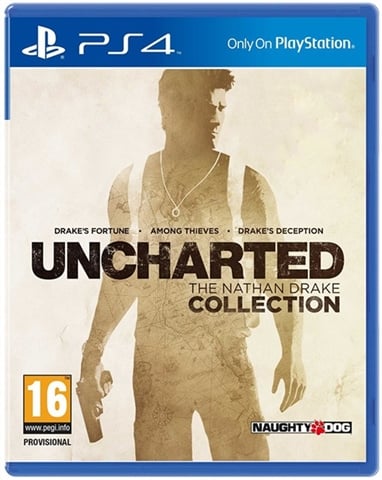 PS4
Only On PlayStation®
DRAKE'S FORTUNE • AMONG THIEVES • DRAKE'S DECEPTION
UNCHARTED
THE NATHAN DRAKE
COLLECTION
16
www.pegi.info
PROVISIONAL
NAUGHTY DOG